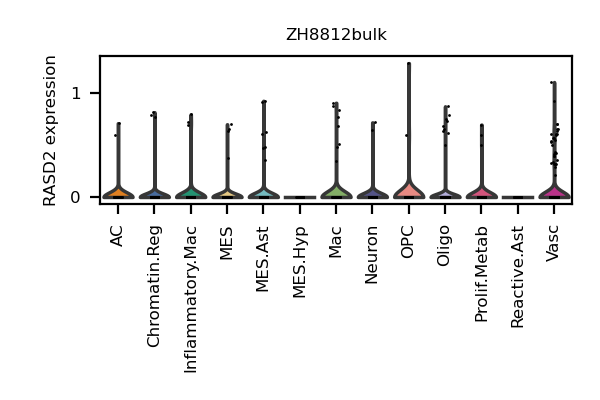 ZH8812bulk
RASD2 expression
1
0
AC
Chromatin.Reg
Inflammatory.Mac
MES
MES.Ast
MES.Hyp
Mac
Neuron
OPC
Oligo
Prolif.Metab
Reactive.Ast
Vasc